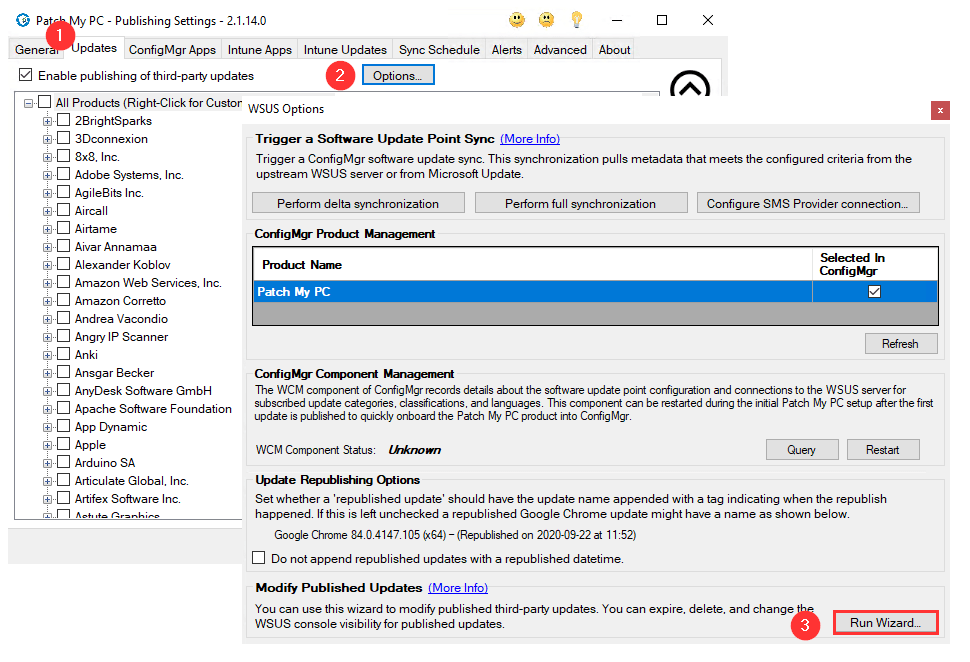 Patch My PC - Publishing Settings - 2.1.14.0
1
General Updates ConfigMgr Apps Intune Apps Intune Updates Sync Schedule Alerts Advanced About
Enable publishing of third-party updates
2
Options...
All Products (Right-Click for Custom
2BrightSparks
3Dconnexion
8x8, Inc.
Adobe Systems, Inc.
AgileBits Inc.
Aircall
Airtame
Aivar Annamaa
Alexander Koblov
Amazon Web Services, Inc.
Amazon Corretto
Andrea Vacondio
Angry IP Scanner
Anki
Ansgar Becker
AnyDesk Software GmbH
Apache Software Foundation
App Dynamic
Apple
Arduino SA
Articulate Global, Inc.
Artifex Software Inc.
Astute Graphics
WSUS Options
Trigger a Software Update Point Sync (More Info)
Trigger a ConfigMgr software update sync. This synchronization pulls metadata that meets the configured criteria from the
upstream WSUS server or from Microsoft Update.
Perform delta synchronization
Perform full synchronization
Configure SMS Provider connection...
ConfigMgr Product Management
Product Name
Selected In
ConfigMgr
Patch My PC
Refresh
ConfigMgr Component Management
The WCM component of ConfigMgr records details about the software update point configuration and connections to the WSUS server for
subscribed update categories, classifications, and languages. This component can be restarted during the initial Patch My PC setup after the first
update is published to quickly onboard the Patch My PC product into ConfigMgr.
WCM Component Status: Unknown
Query
Restart
Update Republishing Options
Set whether a 'republished update' should have the update name appended with a tag indicating when the republish
happened. If this is left unchecked a republished Google Chrome update might have a name as shown below.
Google Chrome 84.0.4147.105 (x64) – (Republished on 2020-09-22 at 11:52)
Do not append republished updates with a republished datetime.
Modify Published Updates (More Info)
You can use this wizard to modify published third-party updates. You can expire, delete, and change the
WSUS console visibility for published updates.
3
Run Wizard...